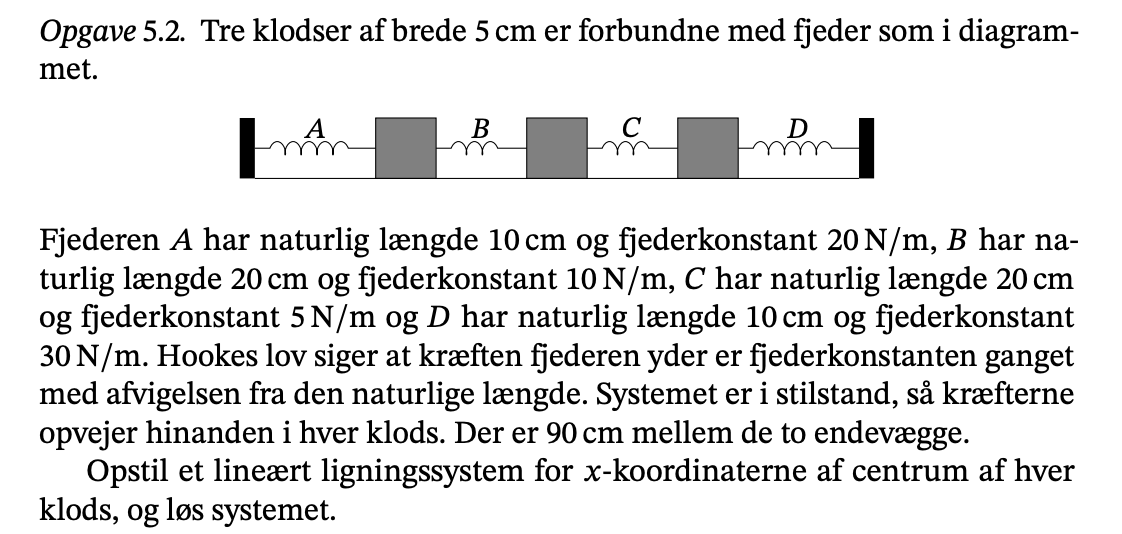 Opgave 5.2. Tre klodser af brede 5 cm er forbundne med fjeder som i diagram-
met.
A B C D
Fjederen A har naturlig længde 10 cm og fjederkonstant 20 N/m, B har na-
turlig længde 20 cm og fjederkonstant 10 N/m, C har naturlig længde 20 cm
og fjederkonstant 5 N/m og D har naturlig længde 10 cm og fjederkonstant
30 N/m. Hookes lov siger at kræften fjederen yder er fjederkonstanten ganget
med afvigelsen fra den naturlige længde. Systemet er i stilstand, så kræfterne
opvejer hinanden i hver klods. Der er 90 cm mellem de to endevægge.
Opstil et lineært ligningssystem for x-koordinaterne af centrum af hver
klods, og løs systemet.